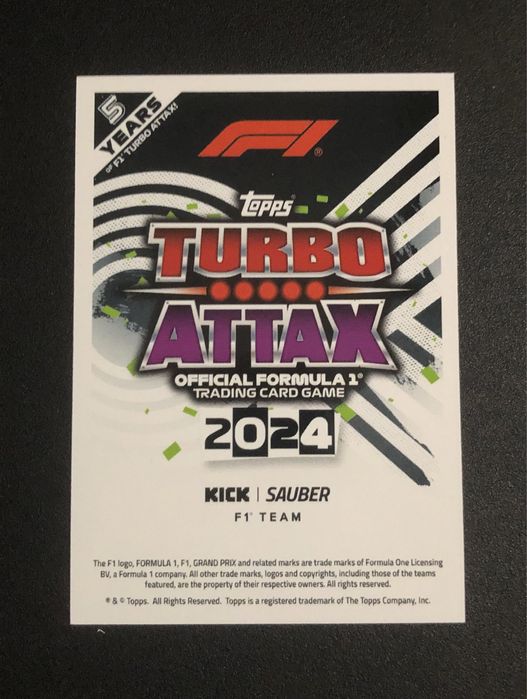 5
YEARS
OF F1® TURBO ATTAX!
F1®
Topps®
TURBO
ATTAX
OFFICIAL FORMULA 1®
TRADING CARD GAME
2024
KICK | SAUBER
F1® TEAM
The F1 logo, FORMULA 1, F1, GRAND PRIX and related marks are trade marks of Formula One Licensing
BV, a Formula 1 company. All other trade marks, logos and copyrights, including those of the teams
featured, are the property of their respective owners. All rights reserved.
® & © Topps. All Rights Reserved. Topps is a registered trademark of The Topps Company, Inc.